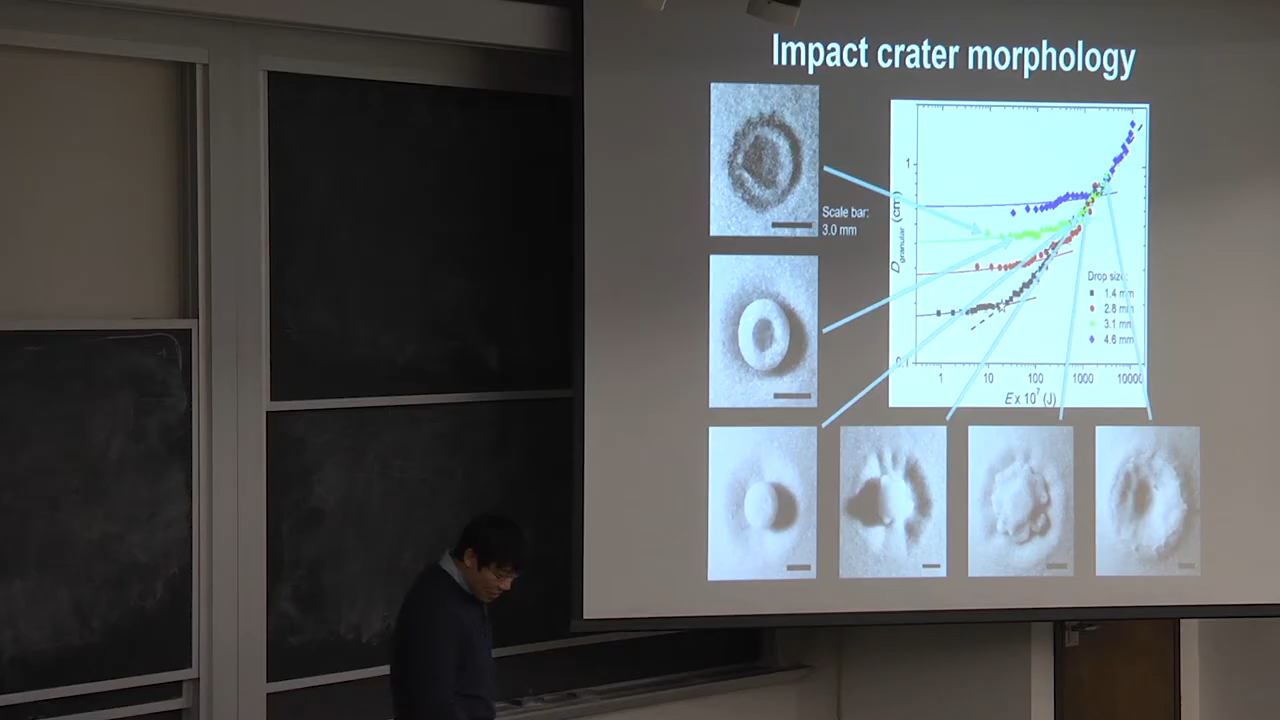 Impact crater morphology
Scale bar:
3.0 mm
D granular (cm)
1
0.1
Drop size:
1.4 mm
2.8 mm
3.1 mm
4.6 mm
1 10 100 1000 10000
E x 10⁷ (J)